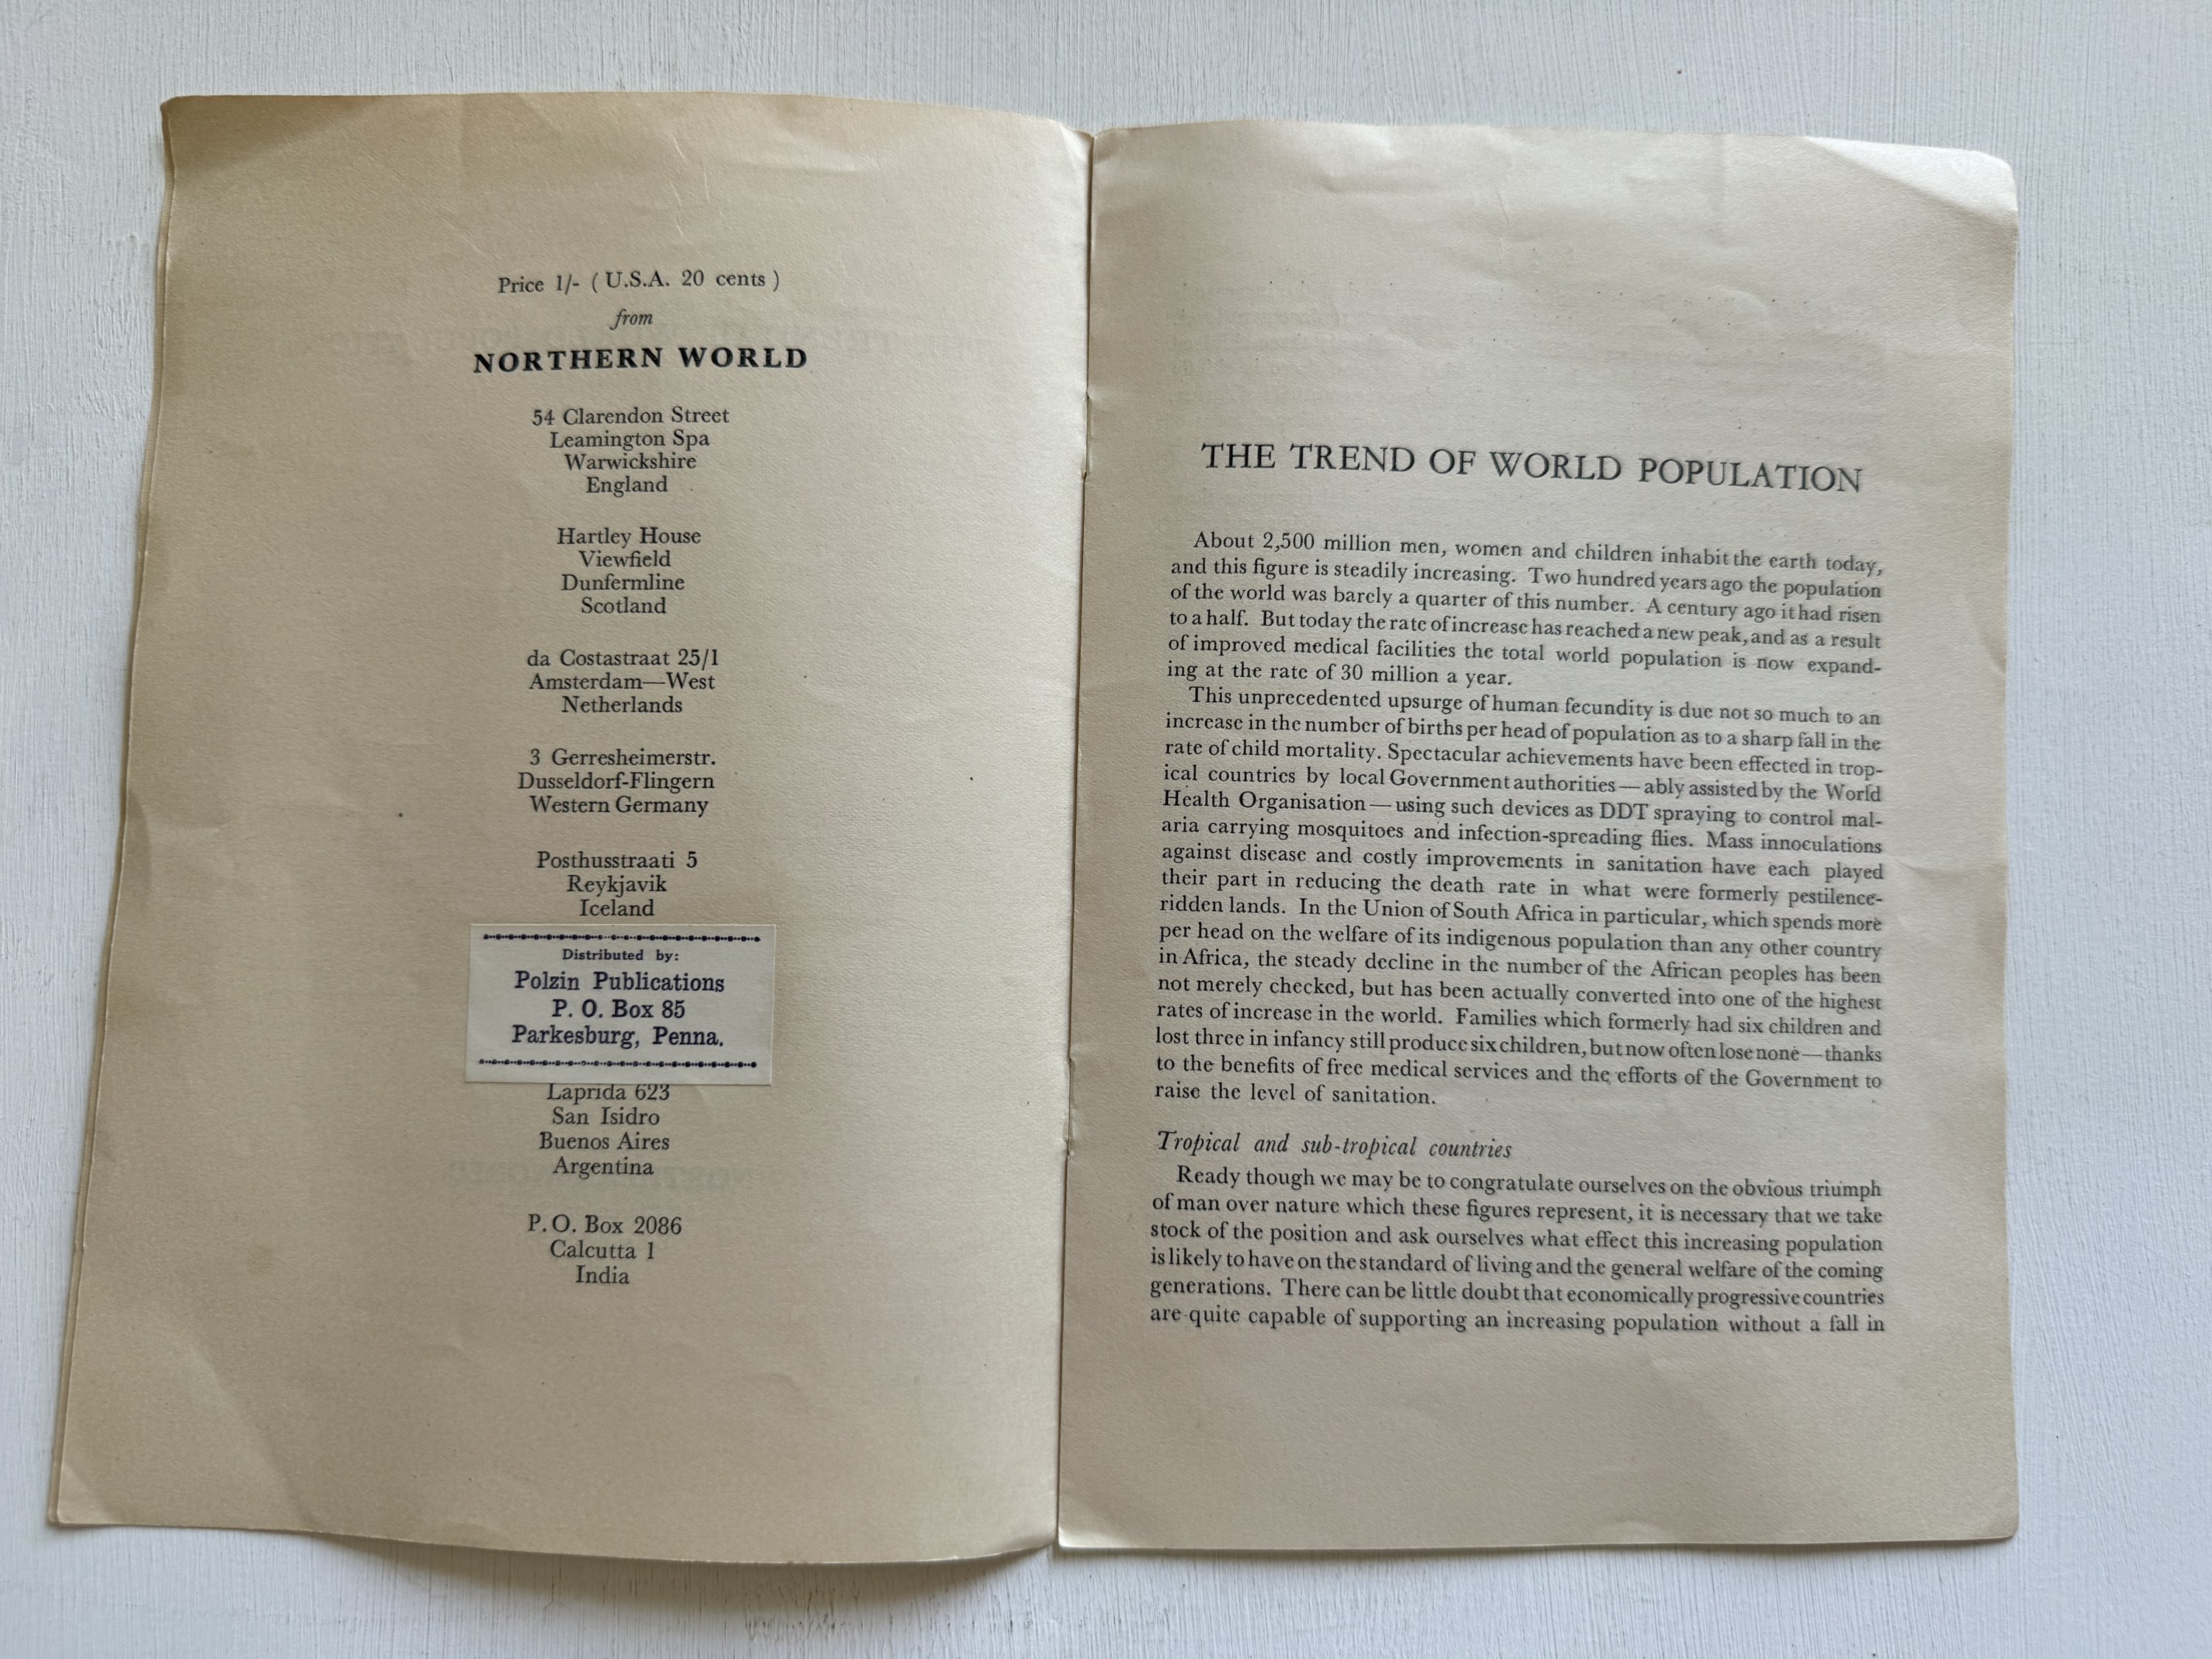 Price 1/- ( U.S.A. 20 cents )
from
NORTHERN WORLD
54 Clarendon Street
Leamington Spa
Warwickshire
England
Hartley House
Viewfield
Dunfermline
Scotland
da Costastraat 25/1
Amsterdam—West
Netherlands
3 Gerresheimerstr.
Dusseldorf-Flingern
Western Germany
Posthusstraati 5
Reykjavik
Iceland
Distributed by:
Polzin Publications
P. O. Box 85
Parkesburg, Penna.
Laprida 623
San Isidro
Buenos Aires
Argentina
P. O. Box 2086
Calcutta 1
India
THE TREND OF WORLD POPULATION
About 2,500 million men, women and children inhabit the earth today,
and this figure is steadily increasing. Two hundred years ago the population
of the world was barely a quarter of this number. A century ago it had risen
to a half. But today the rate of increase has reached a new peak, and as a result
of improved medical facilities the total world population is now expand-
ing at the rate of 30 million a year.
This unprecedented upsurge of human fecundity is due not so much to an
increase in the number of births per head of population as to a sharp fall in the
rate of child mortality. Spectacular achievements have been effected in trop-
ical countries by local Government authorities — ably assisted by the World
Health Organisation — using such devices as DDT spraying to control mal-
aria carrying mosquitoes and infection-spreading flies. Mass innoculations
against disease and costly improvements in sanitation have each played
their part in reducing the death rate in what were formerly pestilence-
ridden lands. In the Union of South Africa in particular, which spends more
per head on the welfare of its indigenous population than any other country
in Africa, the steady decline in the number of the African peoples has been
not merely checked, but has been actually converted into one of the highest
rates of increase in the world. Families which formerly had six children and
lost three in infancy still produce six children, but now often lose none — thanks
to the benefits of free medical services and the efforts of the Government to
raise the level of sanitation.
Tropical and sub-tropical countries
Ready though we may be to congratulate ourselves on the obvious triumph
of man over nature which these figures represent, it is necessary that we take
stock of the position and ask ourselves what effect this increasing population
is likely to have on the standard of living and the general welfare of the coming
generations. There can be little doubt that economically progressive countries
are quite capable of supporting an increasing population without a fall in